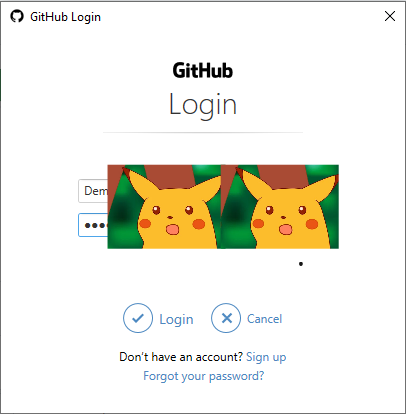 GitHub Login
GitHub
Login
Dem
Login
Cancel
Don't have an account? Sign up
Forgot your password?